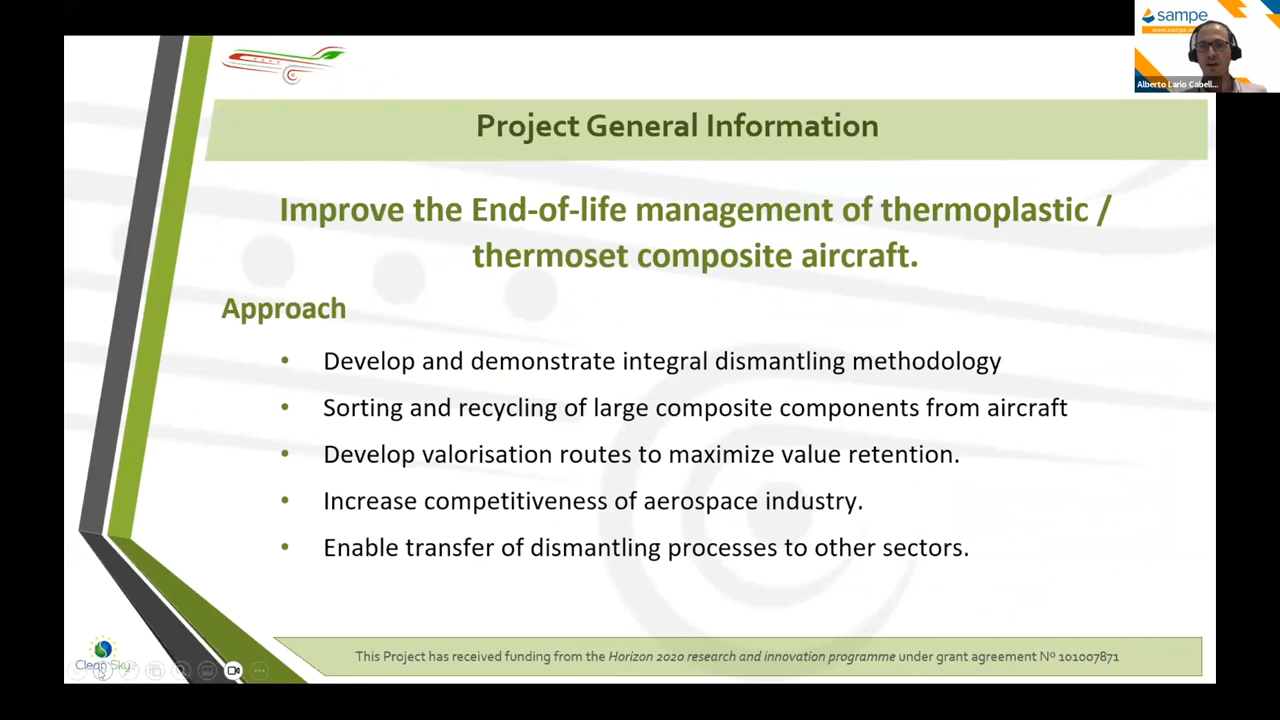 sampe
www.sampe
Alberto Lario Cabell...
Project General Information
Improve the End-of-life management of thermoplastic /
thermoset composite aircraft.
Approach
• Develop and demonstrate integral dismantling methodology
• Sorting and recycling of large composite components from aircraft
• Develop valorisation routes to maximize value retention.
• Increase competitiveness of aerospace industry.
• Enable transfer of dismantling processes to other sectors.
Clean Sky
This Project has received funding from the Horizon 2020 research and innovation programme under grant agreement Nº 101007871